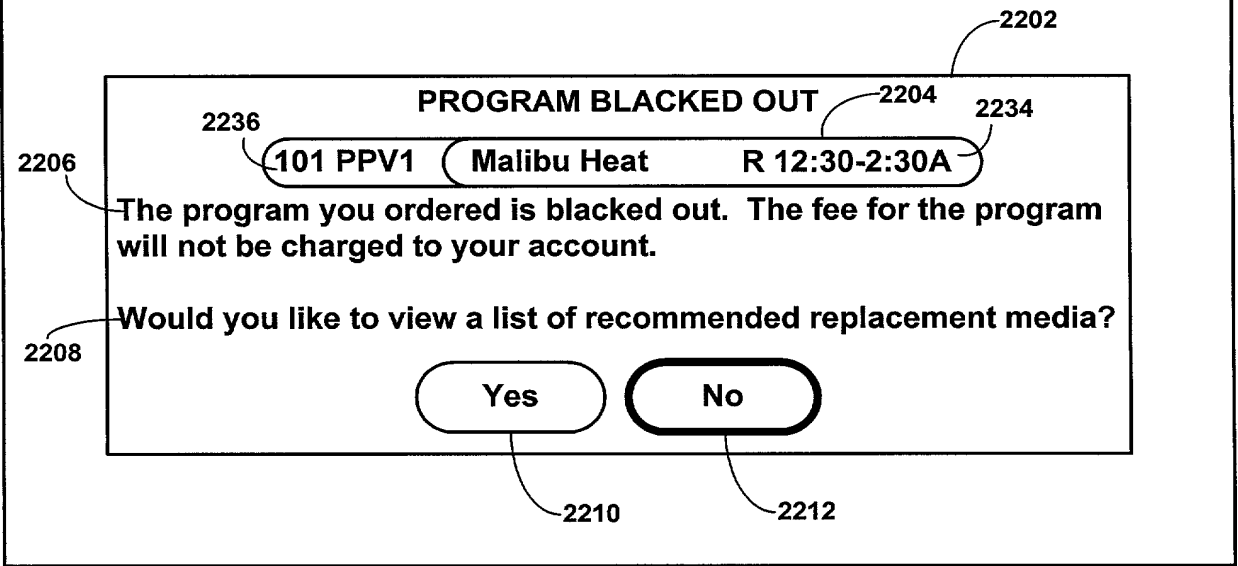 2202
PROGRAM BLACKED OUT
2204
2234
2236
101 PPV1 Malibu Heat R 12:30-2:30A
2206
The program you ordered is blacked out. The fee for the program
will not be charged to your account.
Would you like to view a list of recommended replacement media?
2208
Yes No
2210 2212